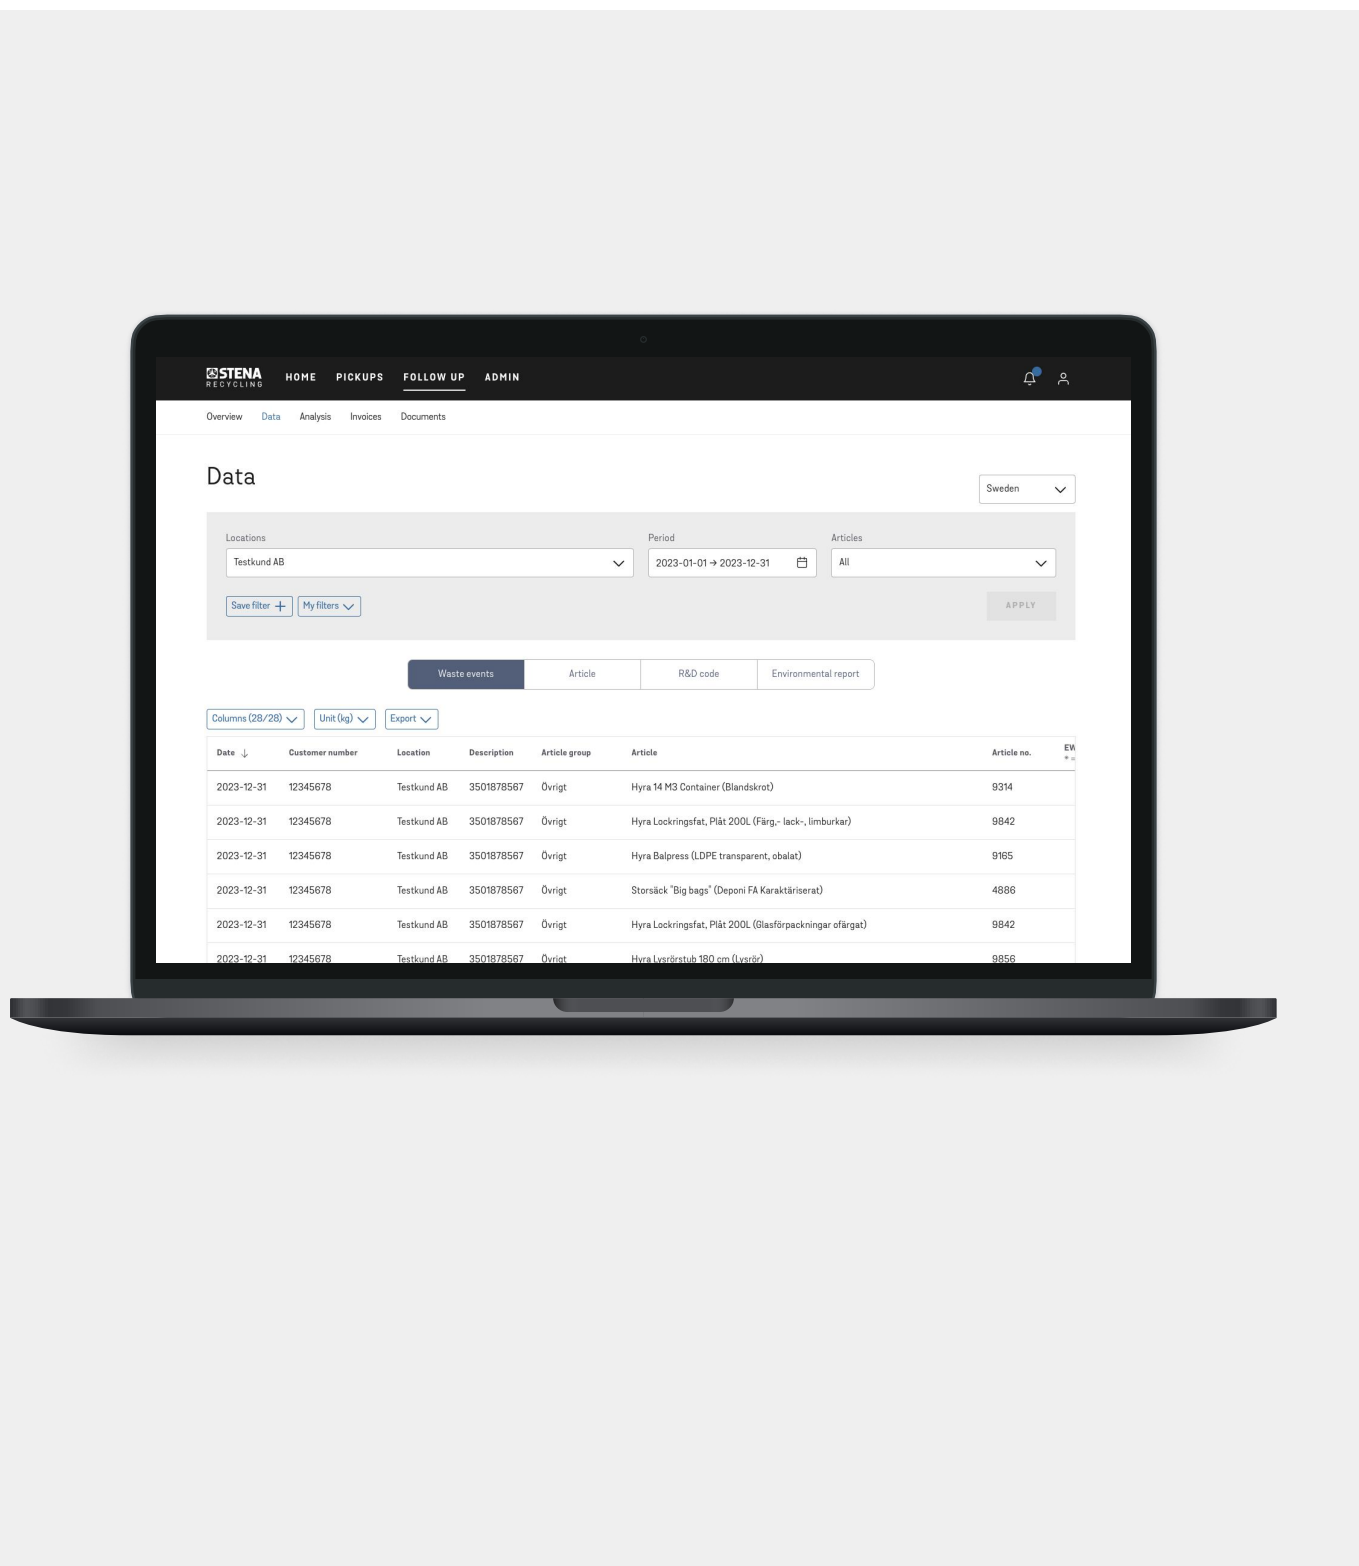 STENA
RECYCLING
HOME PICKUPS FOLLOW UP ADMIN
Overview Data Analysis Invoices Documents
Data
Sweden
Locations Period Articles
Testkund AB 2023-01-01 → 2023-12-31 All
Save filter + My filters
APPLY
Waste events Article R&D code Environmental report
Columns (28/28) Unit (kg) Export
Date ↓ Customer number Location Description Article group Article Article no.
* =
2023-12-31 12345678 Testkund AB 3501878567 Övrigt Hyra 14 M3 Container (Blandskrot) 9314
2023-12-31 12345678 Testkund AB 3501878567 Övrigt Hyra Lockringsfat, Plåt 200L (Färg,- lack-, limburkar) 9842
2023-12-31 12345678 Testkund AB 3501878567 Övrigt Hyra Balpress (LDPE transparent, obalat) 9165
2023-12-31 12345678 Testkund AB 3501878567 Övrigt Storsäck "Big bags" (Deponi FA Karaktäriserat) 4886
2023-12-31 12345678 Testkund AB 3501878567 Övrigt Hyra Lockringsfat, Plåt 200L (Glasförpackningar ofärgat) 9842
2023-12-31 12345678 Testkund AB 3501878567 Övrigt Hyra Lysrörstub 180 cm (Lysrör) 9856